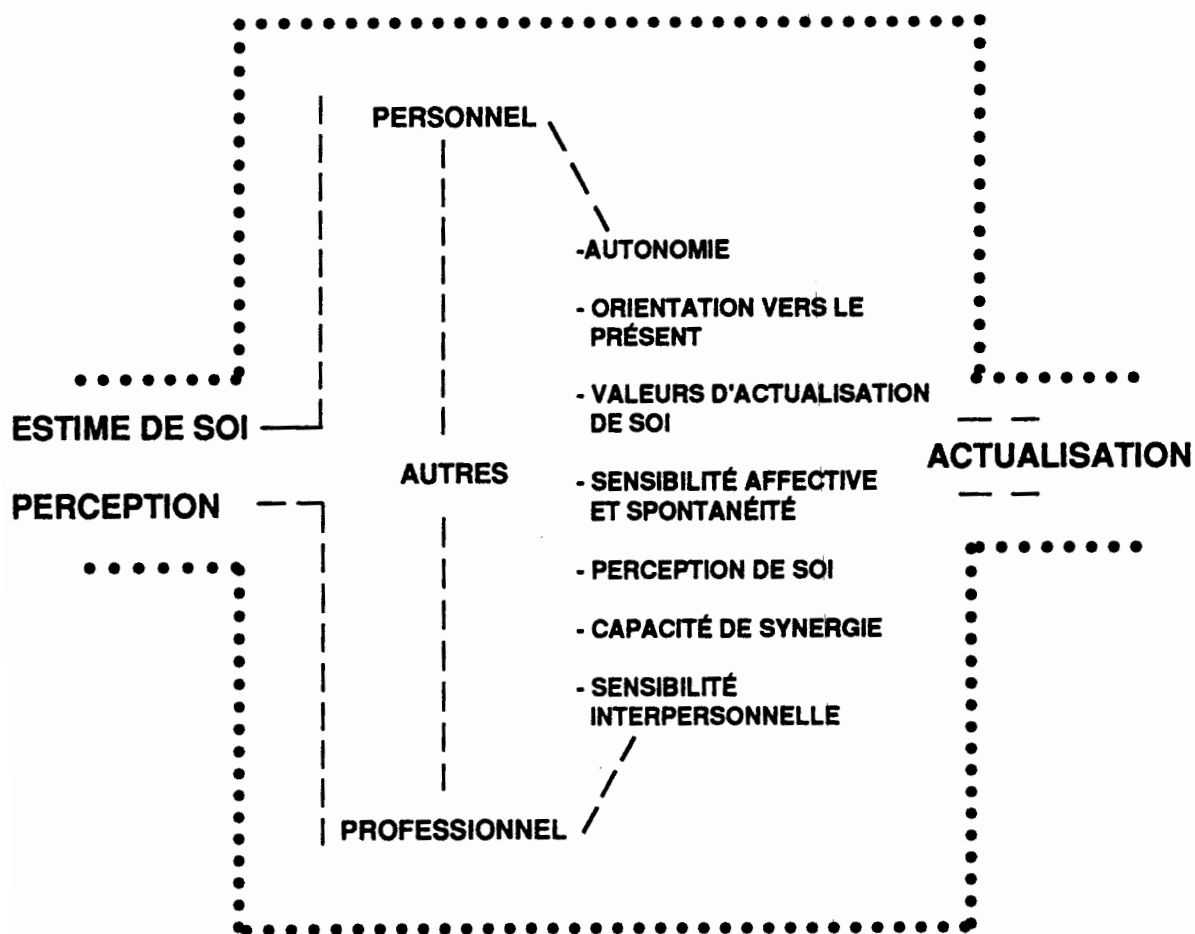 PERSONNEL
-AUTONOMIE
- ORIENTATION VERS LE
PRÉSENT
- VALEURS D'ACTUALISATION
DE SOI
ESTIME DE SOI
ACTUALISATION
AUTRES
- SENSIBILITÉ AFFECTIVE
ET SPONTANÉITÉ
PERCEPTION
- PERCEPTION DE SOI
- CAPACITÉ DE SYNERGIE
- SENSIBILITÉ
INTERPERSONNELLE
PROFESSIONNEL